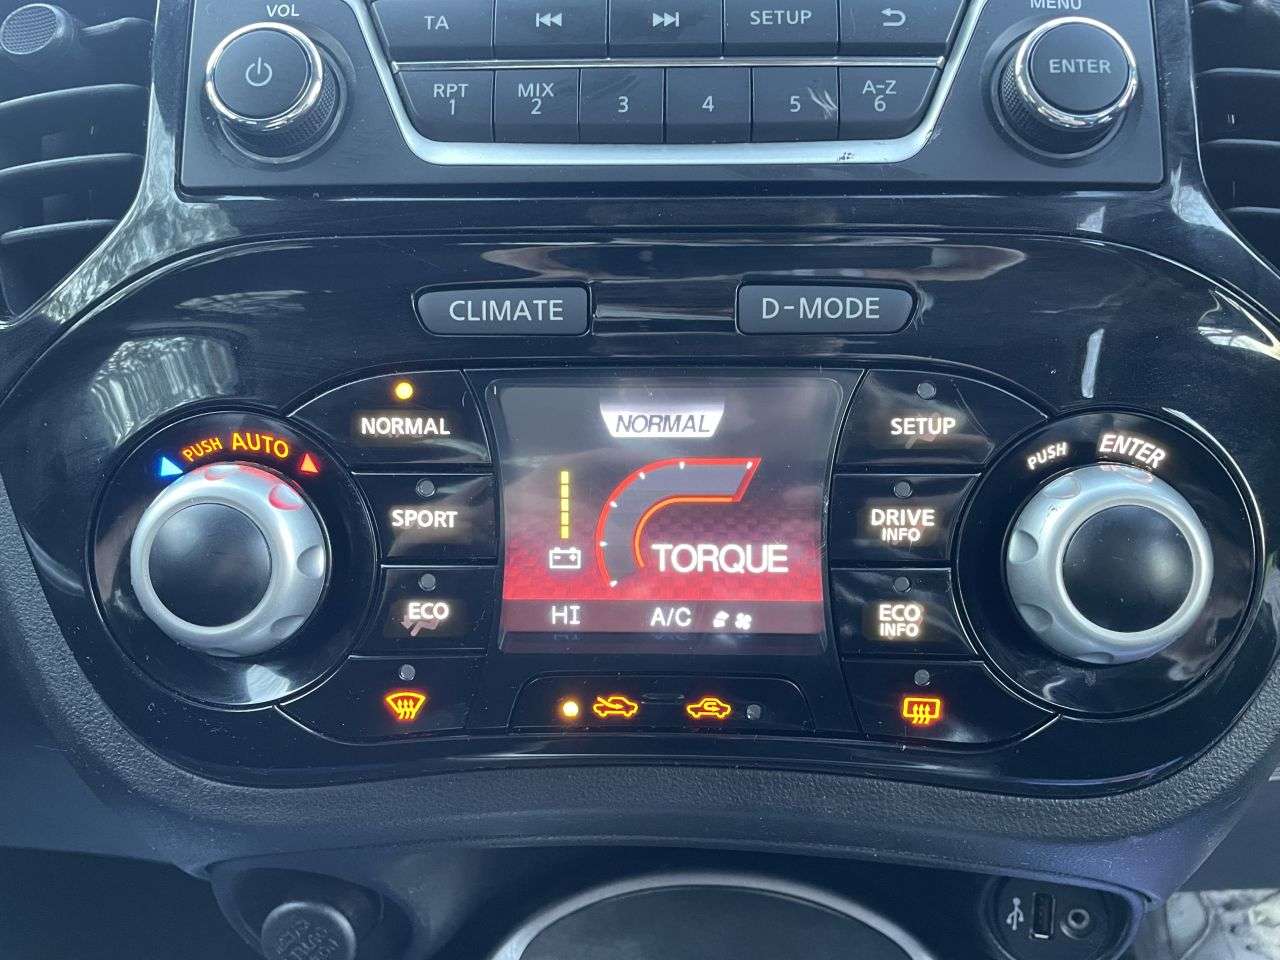 VOL
MENU
TA
SETUP
ENTER
RPT
1
MIX
2
3
4
5
A-Z
6
CLIMATE
D-MODE
NORMAL
NORMAL
SETUP
PUSH AUTO
PUSH ENTER
SPORT
DRIVE
INFO
TORQUE
ECO
HI
A/C
ECO
INFO